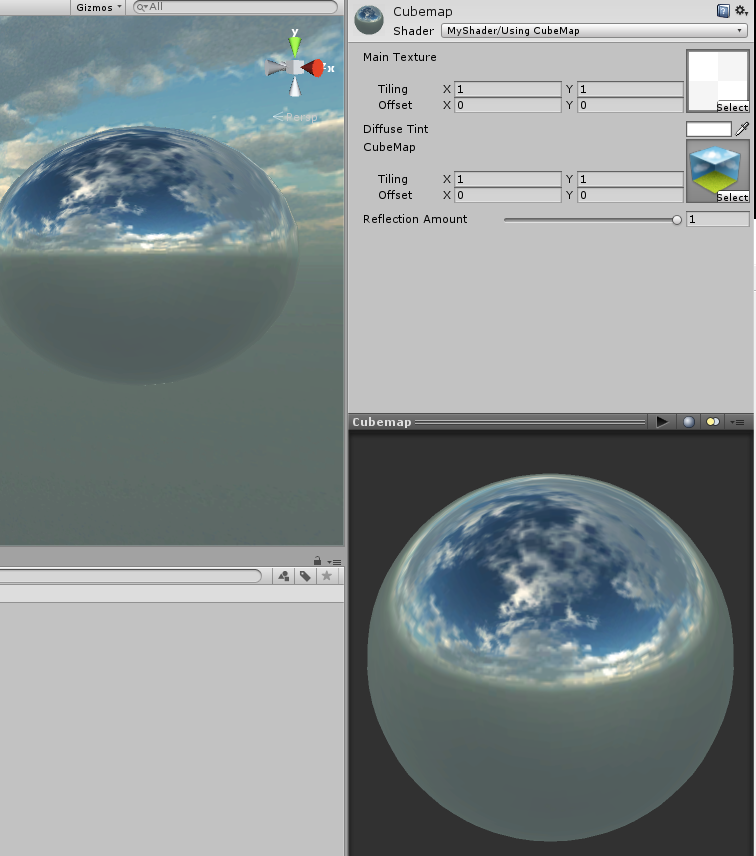 Gizmos
All
y
x
Persp
Cubemap
Shader MyShader/Using CubeMap
Main Texture
Tiling X 1 Y 1
Offset X 0 Y 0
Select
Diffuse Tint
CubeMap
Tiling X 1 Y 1
Offset X 0 Y 0
Select
Reflection Amount 1
Cubemap